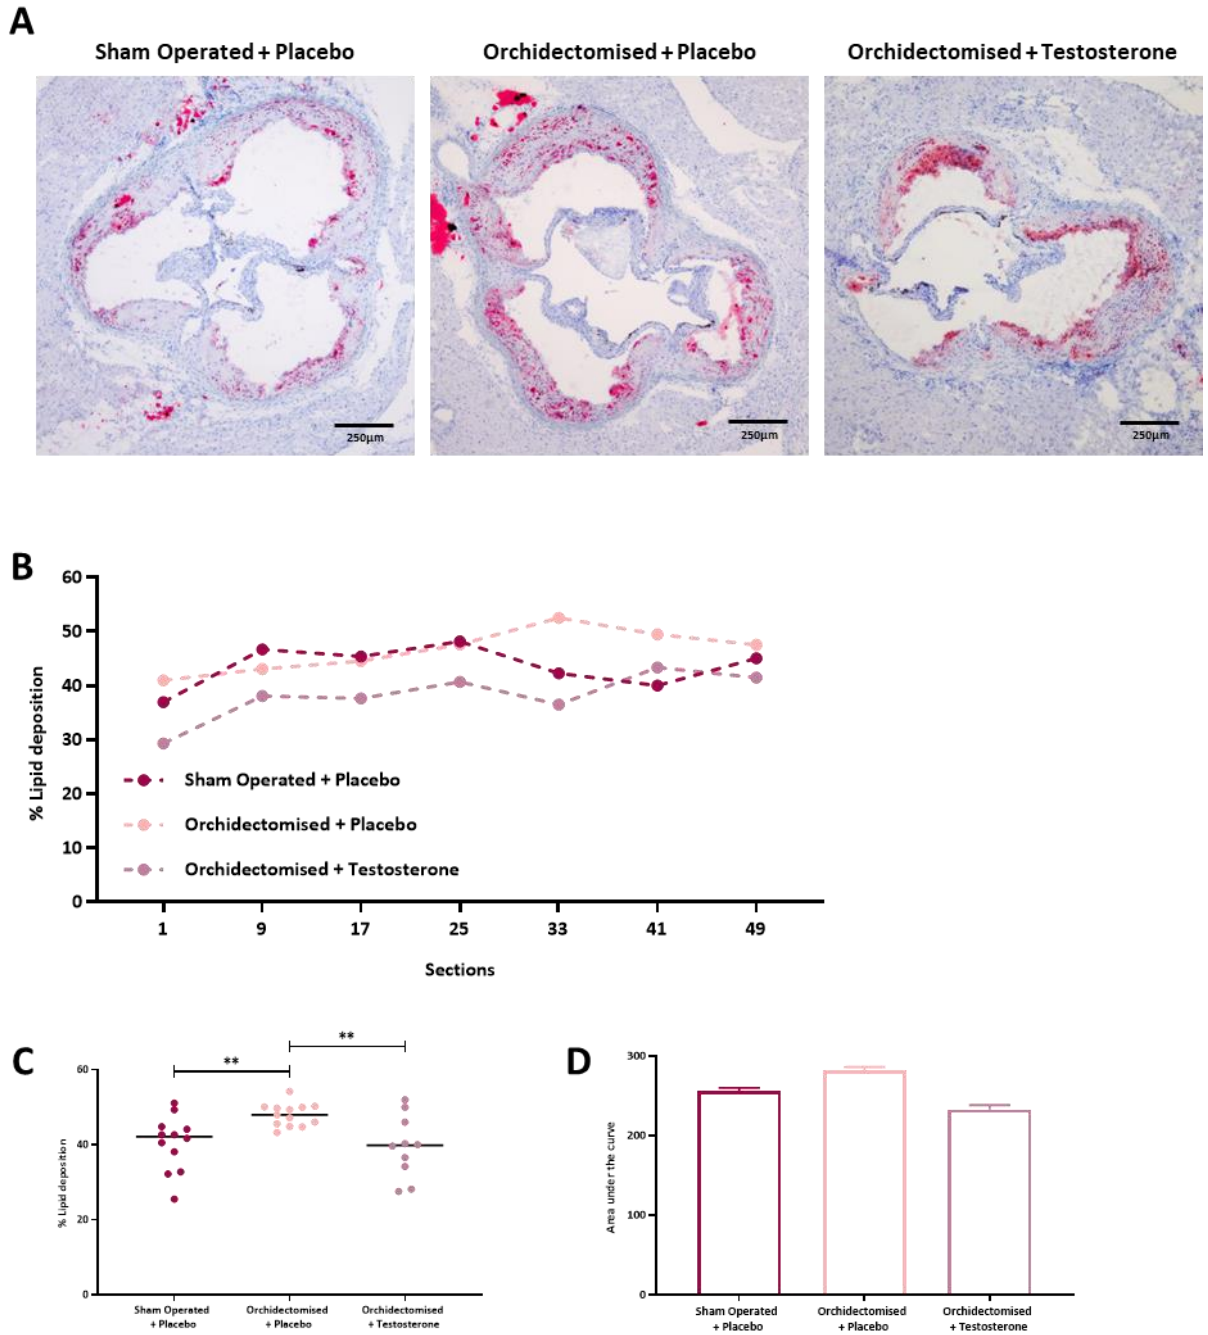 A
Sham Operated + Placebo
Orchidectomised + Placebo
Orchidectomised + Testosterone
250µm
250µm
250µm
B
% Lipid deposition
60
50
40
30
20
10
0
Sham Operated + Placebo
Orchidectomised + Placebo
Orchidectomised + Testosterone
1 9 17 25 33 41 49
Sections
C
% Lipid deposition
60
40
20
0
**
**
Sham Operated
+ Placebo
Orchidectomised
+ Placebo
Orchidectomised
+ Testosterone
D
Area under the curve
300
200
100
0
Sham Operated
+ Placebo
Orchidectomised
+ Placebo
Orchidectomised
+ Testosterone